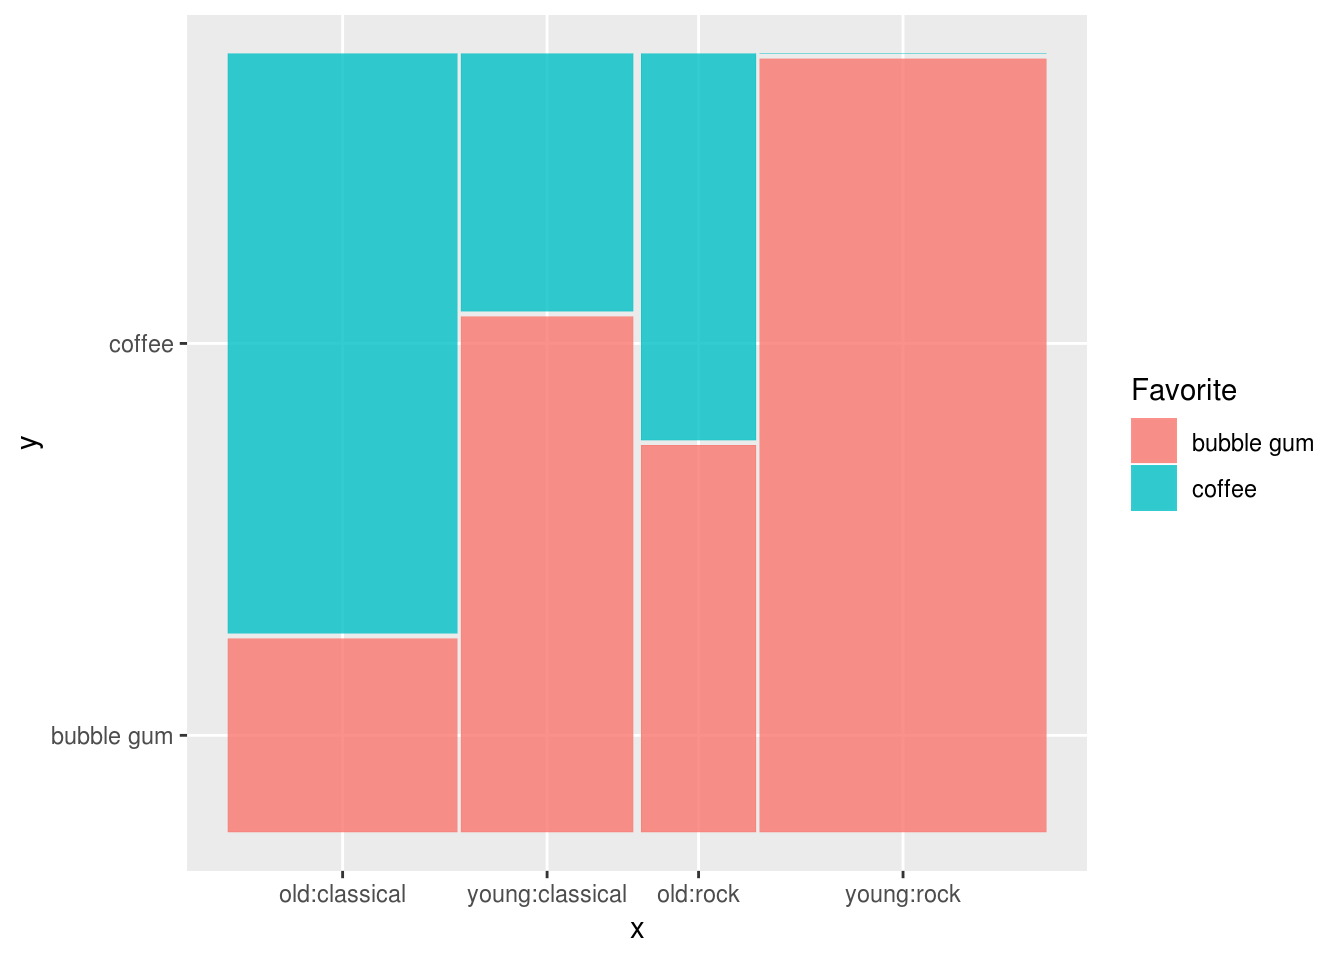 y
coffee
bubble gum
old:classical
young:classical
old:rock
young:rock
x
Favorite
bubble gum
coffee